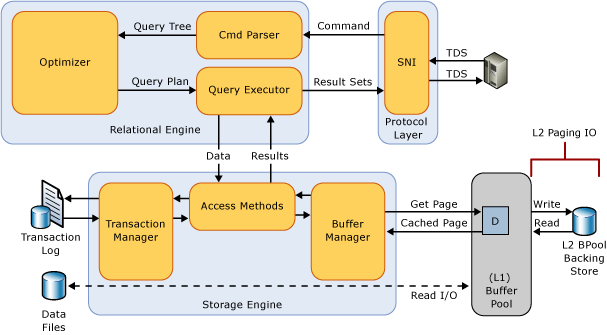 Query Tree
Cmd Parser
Command
Optimizer
SNI
TDS
TDS
Query Plan
Query Executor
Result Sets
Relational Engine
Protocol
Layer
Data
Results
L2 Paging IO
Transaction
Log
Transaction
Manager
Access Methods
Buffer
Manager
Get Page
Cached Page
D
Write
Read
L2 BPool
Backing
Store
(L1)
Buffer
Pool
Read I/O
Storage Engine
Data
Files